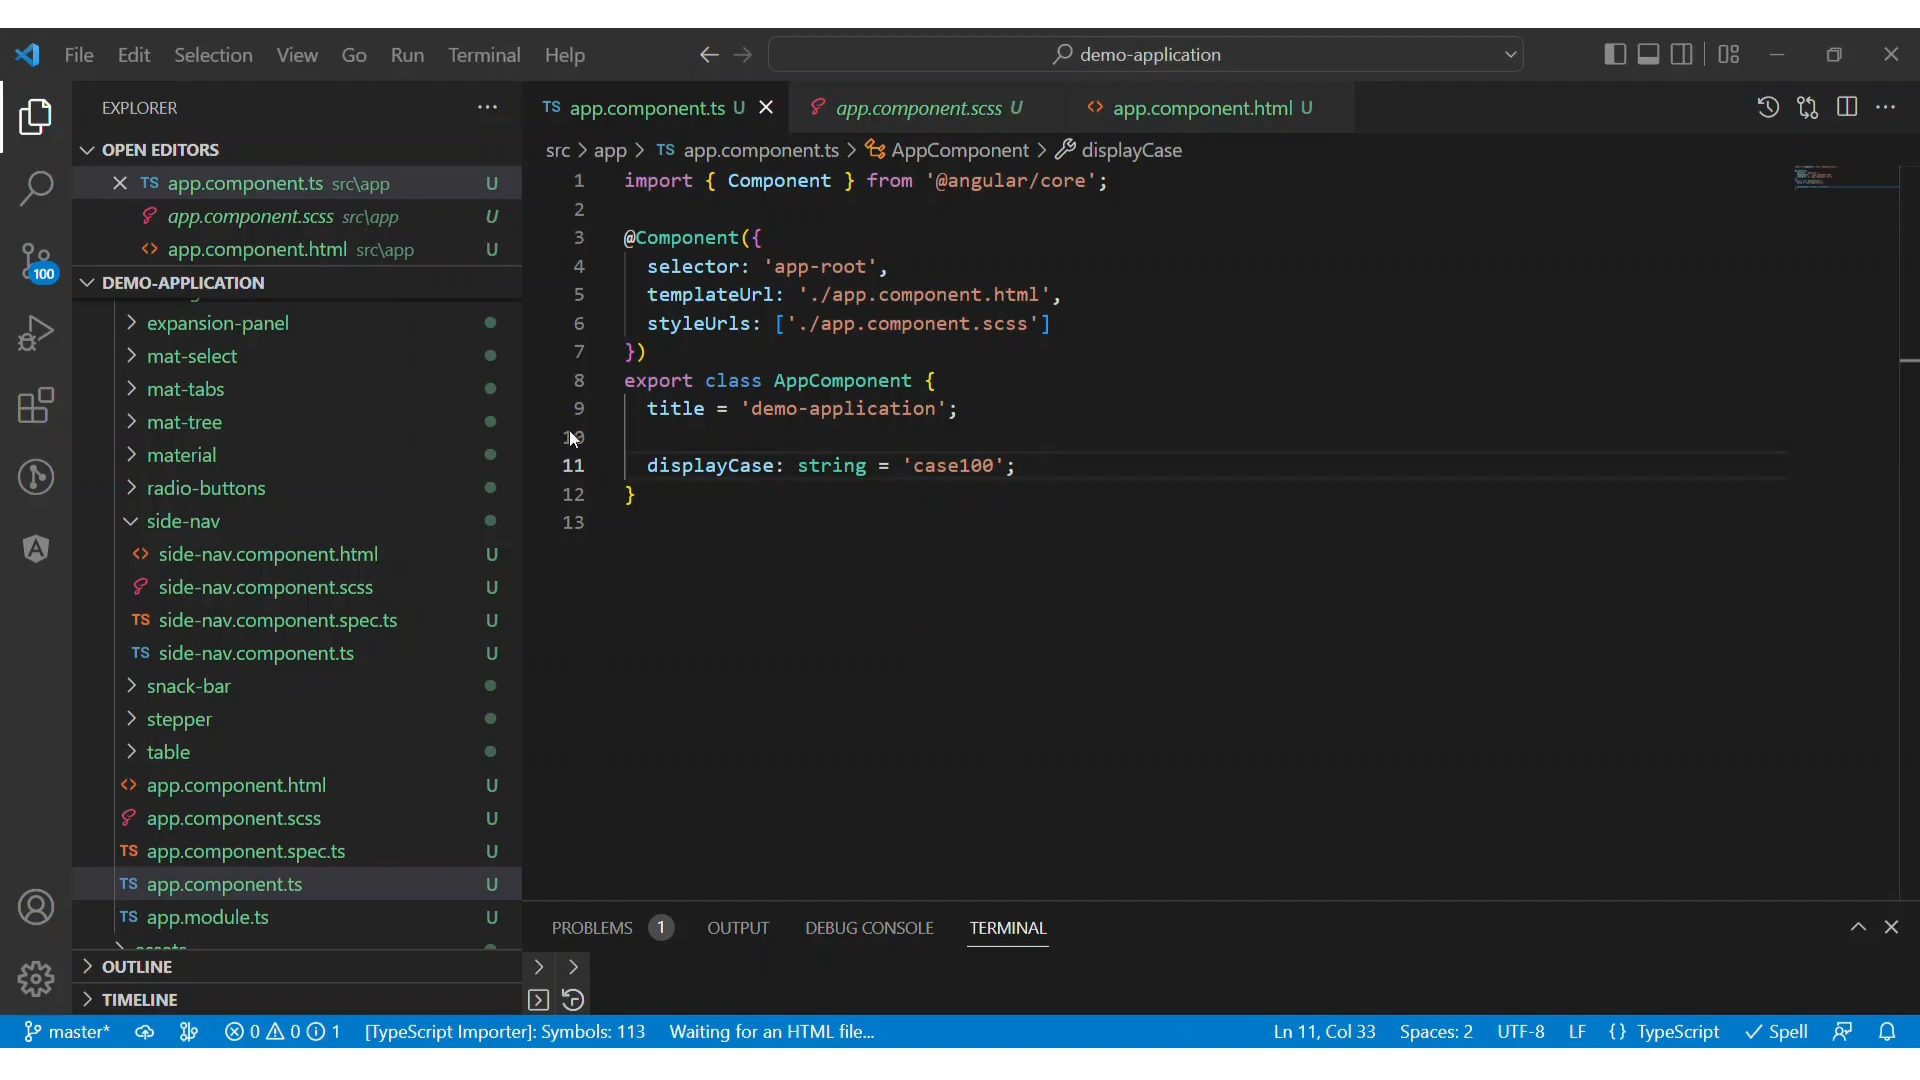 File Edit Selection View Go Run Terminal Help
demo-application
EXPLORER
OPEN EDITORS
TS app.component.ts src\app U
app.component.scss src\app U
<> app.component.html src\app U
DEMO-APPLICATION
expansion-panel
mat-select
mat-tabs
mat-tree
material
radio-buttons
side-nav
<> side-nav.component.html U
side-nav.component.scss U
TS side-nav.component.spec.ts U
TS side-nav.component.ts U
snack-bar
stepper
table
<> app.component.html U
app.component.scss U
TS app.component.spec.ts U
TS app.component.ts U
TS app.module.ts U
OUTLINE
TIMELINE
100
TS app.component.ts U
app.component.scss U
<> app.component.html U
src > app > TS app.component.ts > AppComponent > displayCase
1 import { Component } from '@angular/core';
2
3 @Component({
4 selector: 'app-root',
5 templateUrl: './app.component.html',
6 styleUrls: ['./app.component.scss']
7 })
8 export class AppComponent {
9 title = 'demo-application';
10
11 displayCase: string = 'case100';
12 }
13
PROBLEMS 1 OUTPUT DEBUG CONSOLE TERMINAL
master* 0 0 1 [TypeScript Importer]: Symbols: 113 Waiting for an HTML file... Ln 11, Col 33 Spaces: 2 UTF-8 LF {} TypeScript Spell